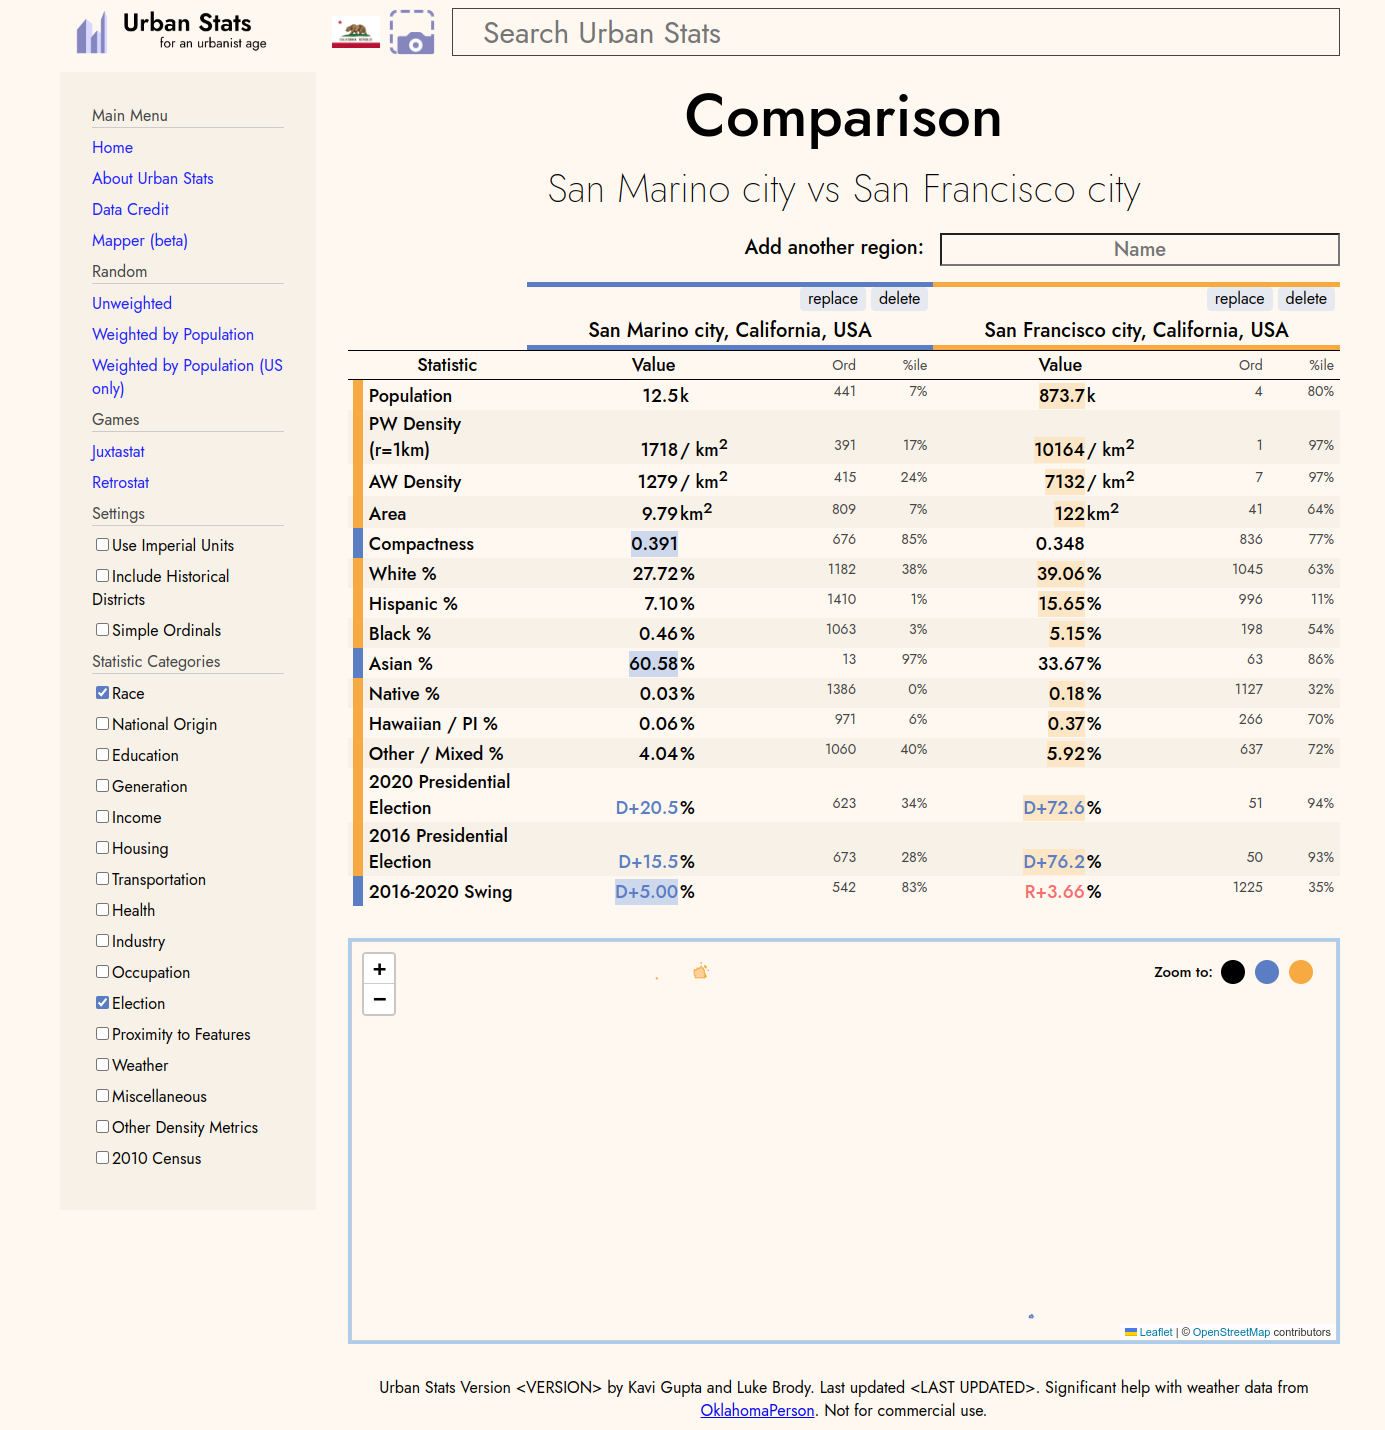 Urban Stats
for an urbanist age
Search Urban Stats
Main Menu
Home
About Urban Stats
Data Credit
Mapper (beta)
Random
Unweighted
Weighted by Population
Weighted by Population (US
only)
Games
Juxtastat
Retrostat
Settings
Use Imperial Units
Include Historical
Districts
Simple Ordinals
Statistic Categories
Race
National Origin
Education
Generation
Income
Housing
Transportation
Health
Industry
Occupation
Election
Proximity to Features
Weather
Miscellaneous
Other Density Metrics
2010 Census
Comparison
San Marino city vs San Francisco city
Add another region: Name
replace delete replace delete
San Marino city, California, USA San Francisco city, California, USA
Statistic Value Ord %ile Value Ord %ile
Population 12.5k 441 7% 873.7k 4 80%
PW Density
(r=1km) 1718/ km² 391 17% 10164/ km² 1 97%
AW Density 1279/ km² 415 24% 7132/ km² 7 97%
Area 9.79km² 809 7% 122km² 41 64%
Compactness 0.391 676 85% 0.348 836 77%
White % 27.72% 1182 38% 39.06% 1045 63%
Hispanic % 7.10% 1410 1% 15.65% 996 11%
Black % 0.46% 1063 3% 5.15% 198 54%
Asian % 60.58% 13 97% 33.67% 63 86%
Native % 0.03% 1386 0% 0.18% 1127 32%
Hawaiian / PI % 0.06% 971 6% 0.37% 266 70%
Other / Mixed % 4.04% 1060 40% 5.92% 637 72%
2020 Presidential
Election D+20.5% 623 34% D+72.6% 51 94%
2016 Presidential
Election D+15.5% 673 28% D+76.2% 50 93%
2016-2020 Swing D+5.00% 542 83% R+3.66% 1225 35%
+
−
Zoom to:
Leaflet | © OpenStreetMap contributors
Urban Stats Version <VERSION> by Kavi Gupta and Luke Brody. Last updated <LAST UPDATED>. Significant help with weather data from
OklahomaPerson. Not for commercial use.